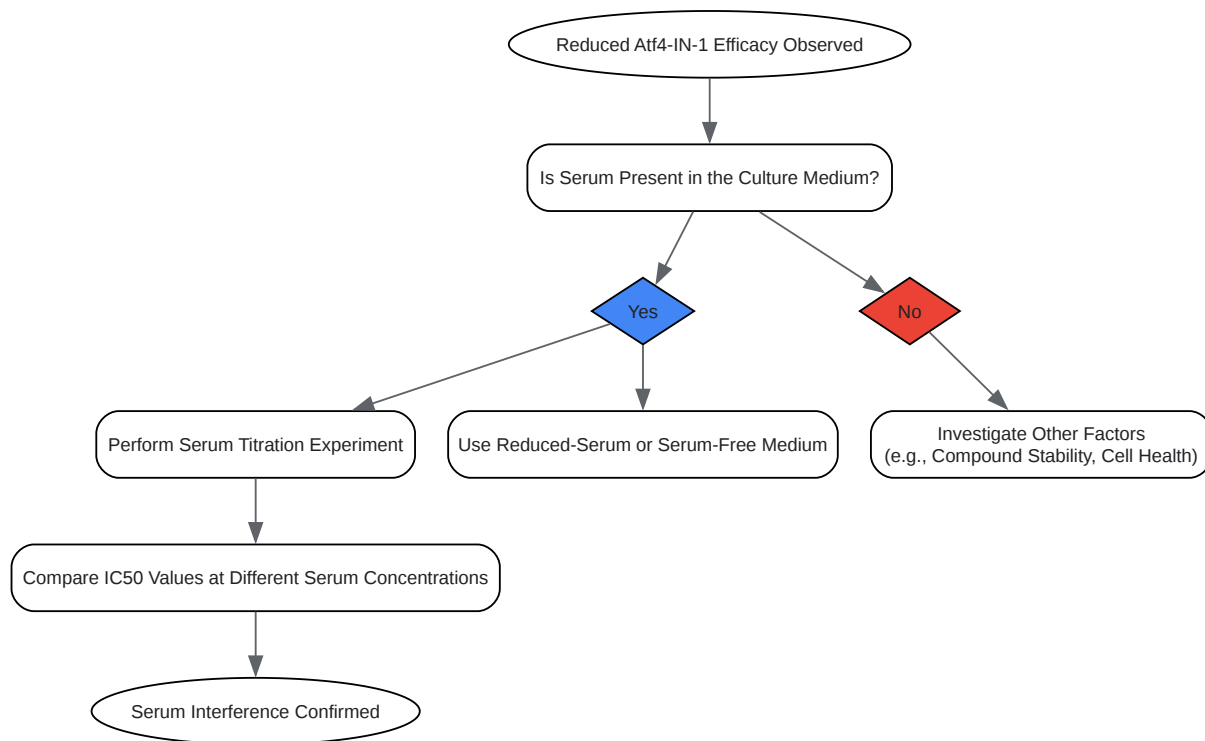 Reduced Atf4-IN-1 Efficacy Observed
Is Serum Present in the Culture Medium?
Yes
No
Perform Serum Titration Experiment
Use Reduced-Serum or Serum-Free Medium
Investigate Other Factors
(e.g., Compound Stability, Cell Health)
Compare IC50 Values at Different Serum Concentrations
Serum Interference Confirmed